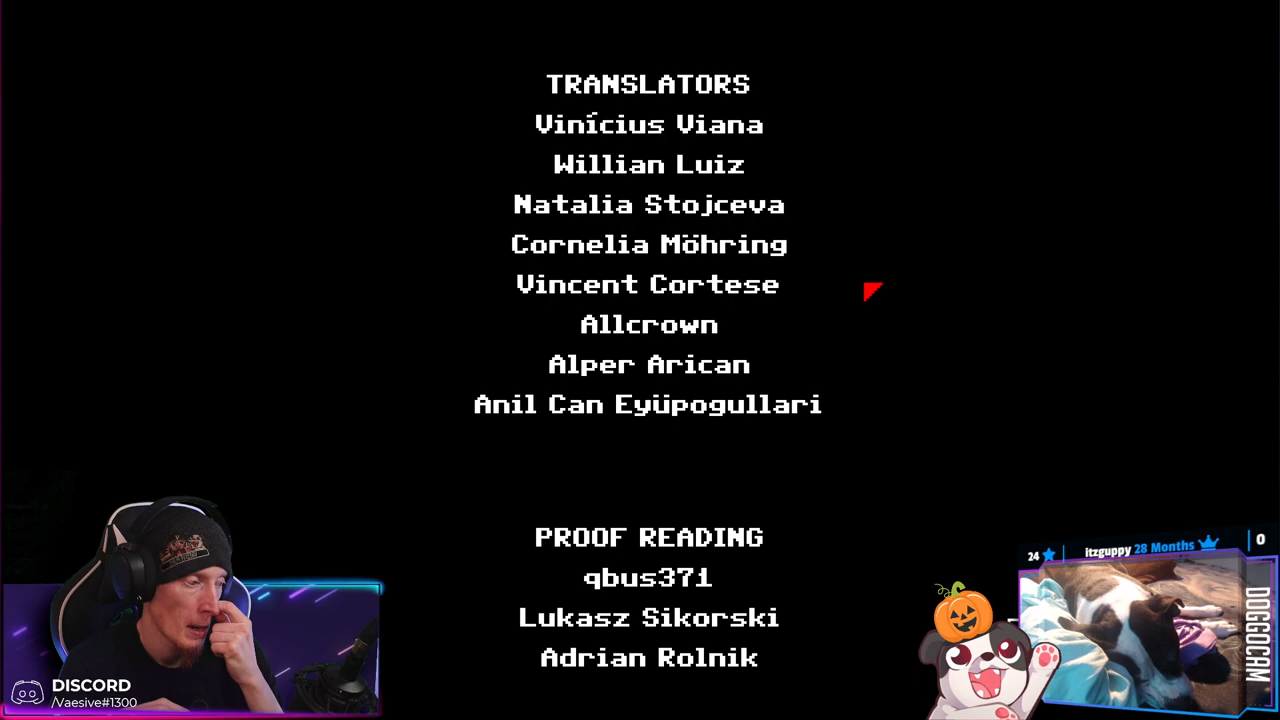 TRANSLATORS
Vinícius Viana
Willian Luiz
Natalia Stojceva
Cornelia Möhring
Vincent Cortese
Allcrown
Alper Arican
Anil Can Eyüpogullari
PROOF READING
qbus371
Lukasz Sikorski
Adrian Rolnik
DISCORD
/Vaesive#1300
24
itzguppy 28 Months
0
DOGGOCAM